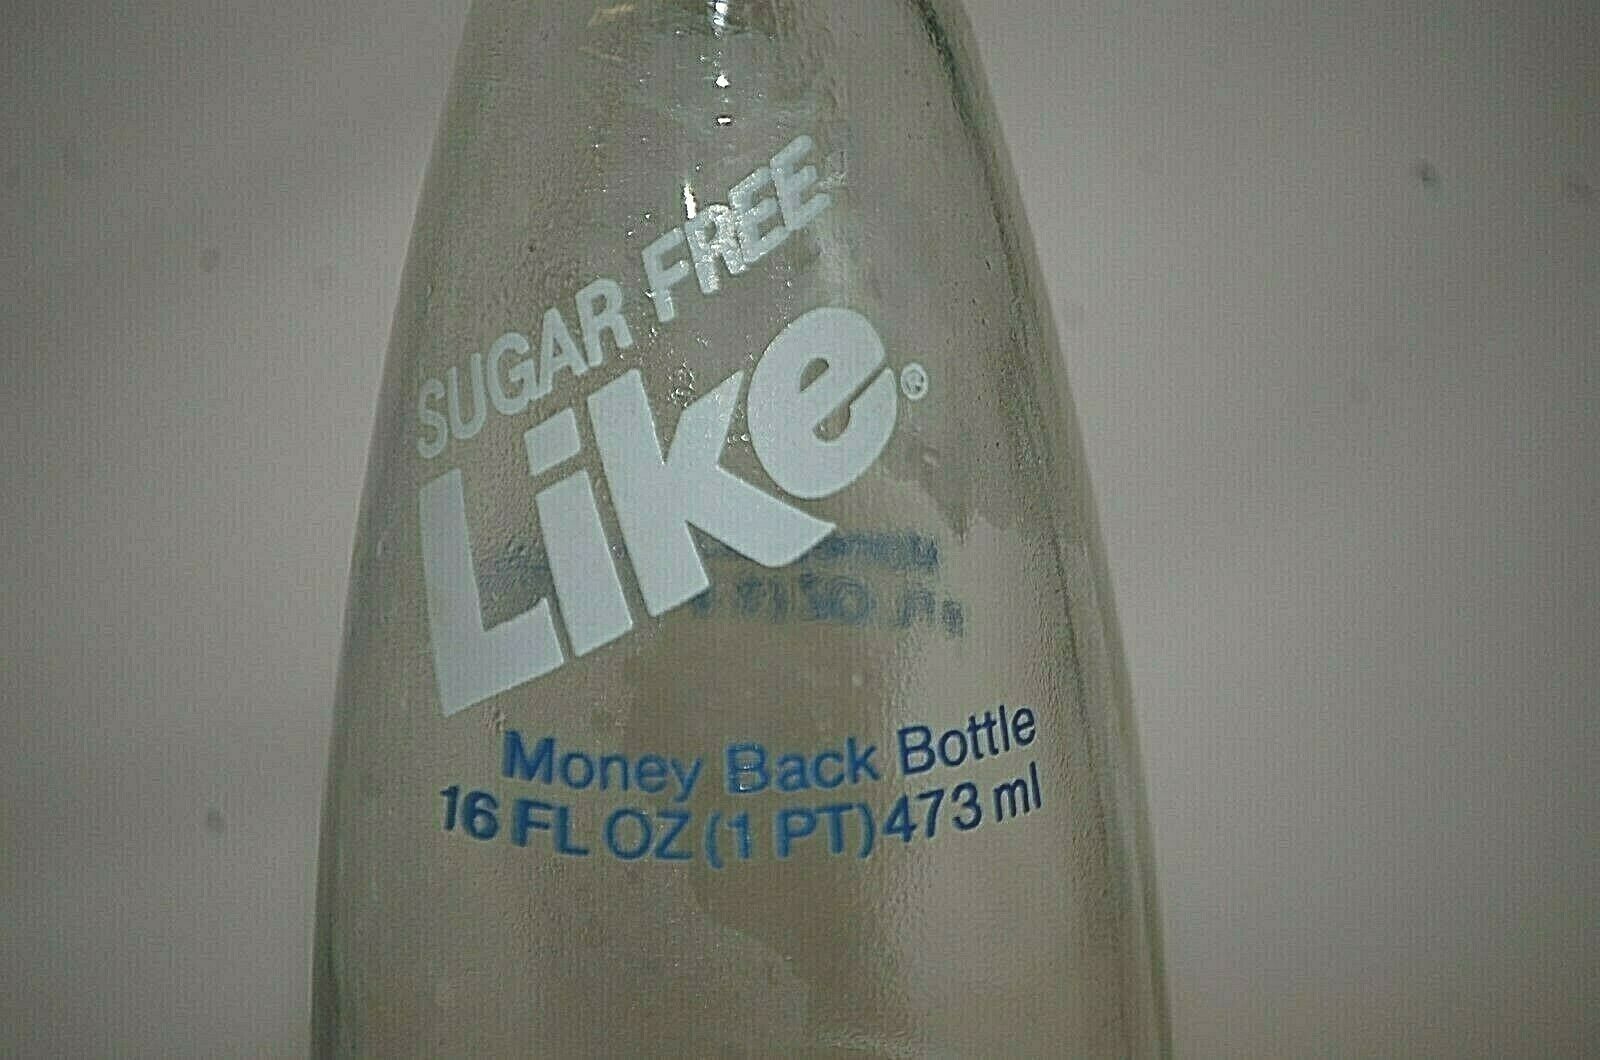 SUGAR FREE
Like®
Money Back Bottle
16 FL OZ (1 PT) 473 ml